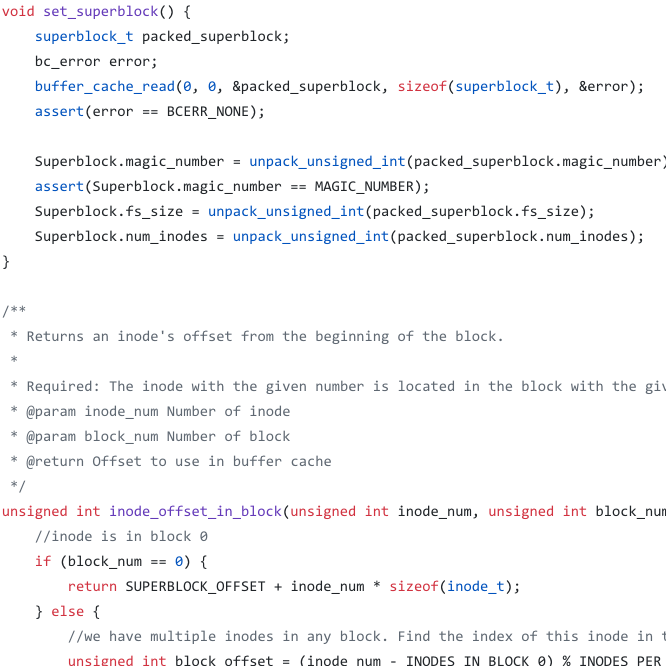 void set_superblock() {
    superblock_t packed_superblock;
    bc_error error;
    buffer_cache_read(0, 0, &packed_superblock, sizeof(superblock_t), &error);
    assert(error == BCERR_NONE);

    Superblock.magic_number = unpack_unsigned_int(packed_superblock.magic_number)
    assert(Superblock.magic_number == MAGIC_NUMBER);
    Superblock.fs_size = unpack_unsigned_int(packed_superblock.fs_size);
    Superblock.num_inodes = unpack_unsigned_int(packed_superblock.num_inodes);
}

/**
 * Returns an inode's offset from the beginning of the block.
 *
 * Required: The inode with the given number is located in the block with the
 * @param inode_num Number of inode
 * @param block_num Number of block
 * @return Offset to use in buffer cache
 */
unsigned int inode_offset_in_block(unsigned int inode_num, unsigned int block_num
    //inode is in block 0
    if (block_num == 0) {
        return SUPERBLOCK_OFFSET + inode_num * sizeof(inode_t);
    } else {
        //we have multiple inodes in any block. Find the index of this inode in
        unsigned int block_offset = (inode_num - INODES_IN_BLOCK_0) % INODES_PER